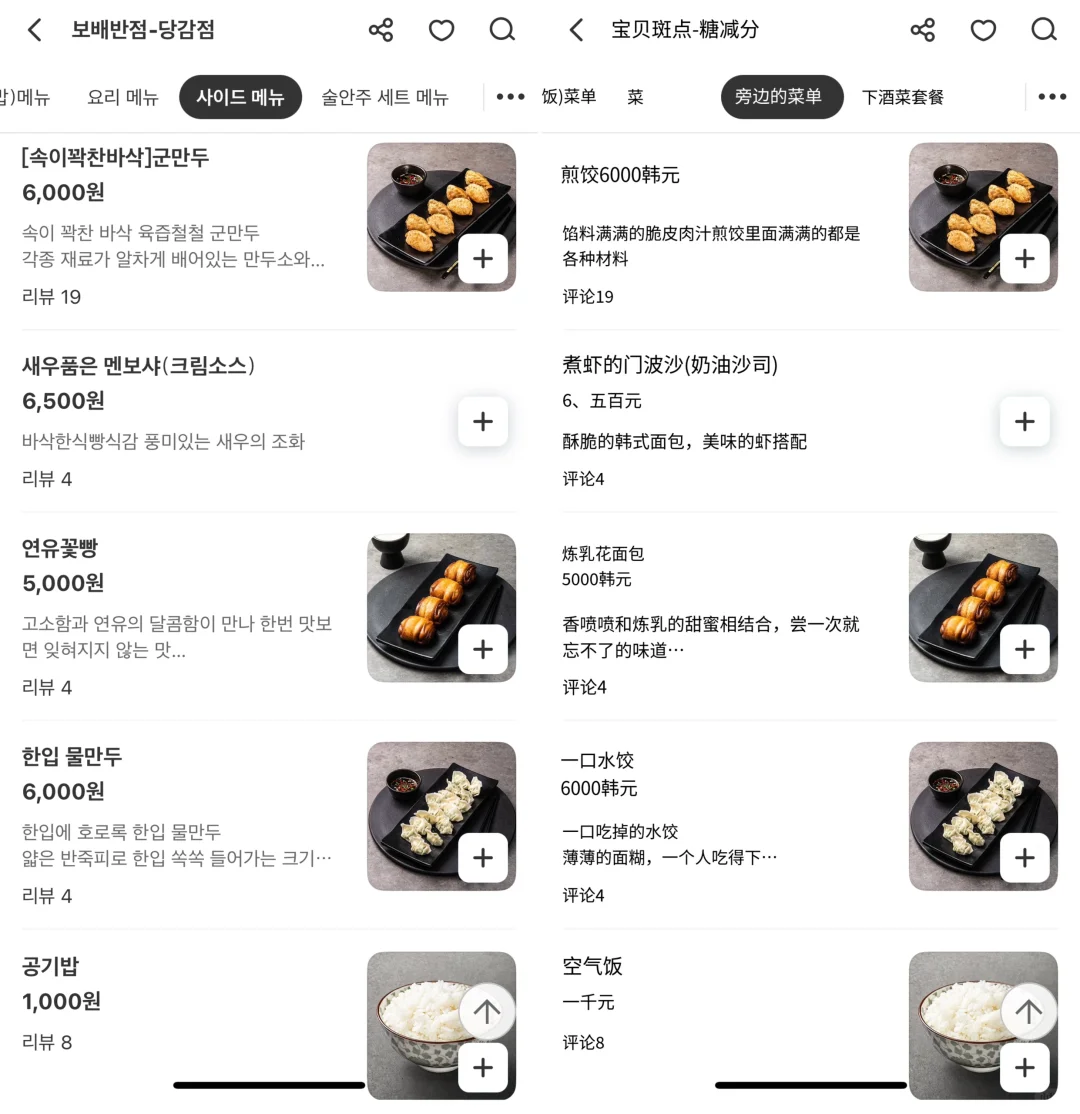 보배반점-당감점
밥)메뉴
요리 메뉴
사이드 메뉴
술안주 세트 메뉴
[속이꽉찬바삭]군만두
6,000원
속이 꽉찬 바삭 육즙철철 군만두
각종 재료가 알차게 배어있는 만두소와...
리뷰 19
새우품은 멘보샤(크림소스)
6,500원
바삭한식빵식감 풍미있는 새우의 조화
리뷰 4
연유꽃빵
5,000원
고소함과 연유의 달콤함이 만나 한번 맛보
면 잊혀지지 않는 맛...
리뷰 4
한입 물만두
6,000원
한입에 호로록 한입 물만두
얇은 반죽피로 한입 쏙쏙 들어가는 크기…
리뷰 4
공기밥
1,000원
리뷰 8
宝贝斑点-糖减分
饭)菜单
菜
旁边的菜单
下酒菜套餐
煎饺6000韩元
馅料满满的脆皮肉汁煎饺里面满满的都是
各种材料
评论19
煮虾的门波沙(奶油沙司)
6、五百元
酥脆的韩式面包，美味的虾搭配
评论4
炼乳花面包
5000韩元
香喷喷和炼乳的甜蜜相结合，尝一次就
忘不了的味道…
评论4
一口水饺
6000韩元
一口吃掉的水饺
薄薄的面糊，一个人吃得下…
评论4
空气饭
一千元
评论8